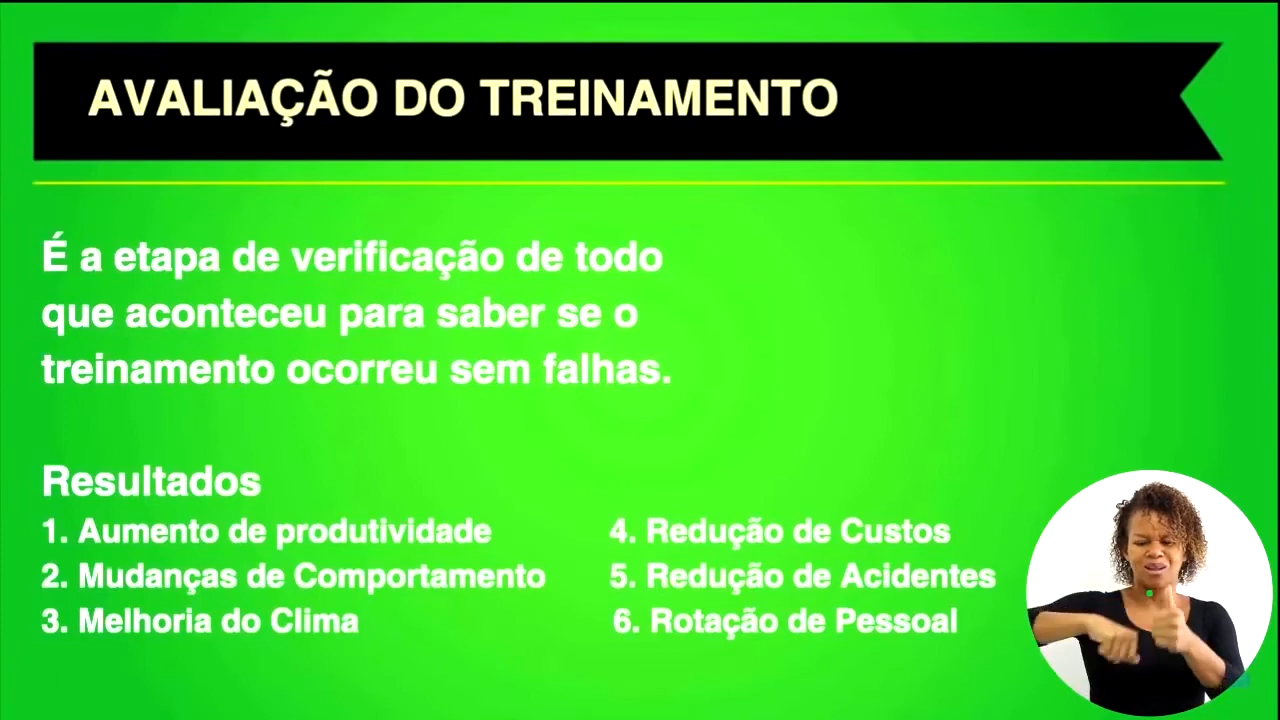 AVALIAÇÃO DO TREINAMENTO
É a etapa de verificação de todo
que aconteceu para saber se o
treinamento ocorreu sem falhas.
Resultados
1. Aumento de produtividade
2. Mudanças de Comportamento
3. Melhoria do Clima
4. Redução de Custos
5. Redução de Acidentes
6. Rotação de Pessoal